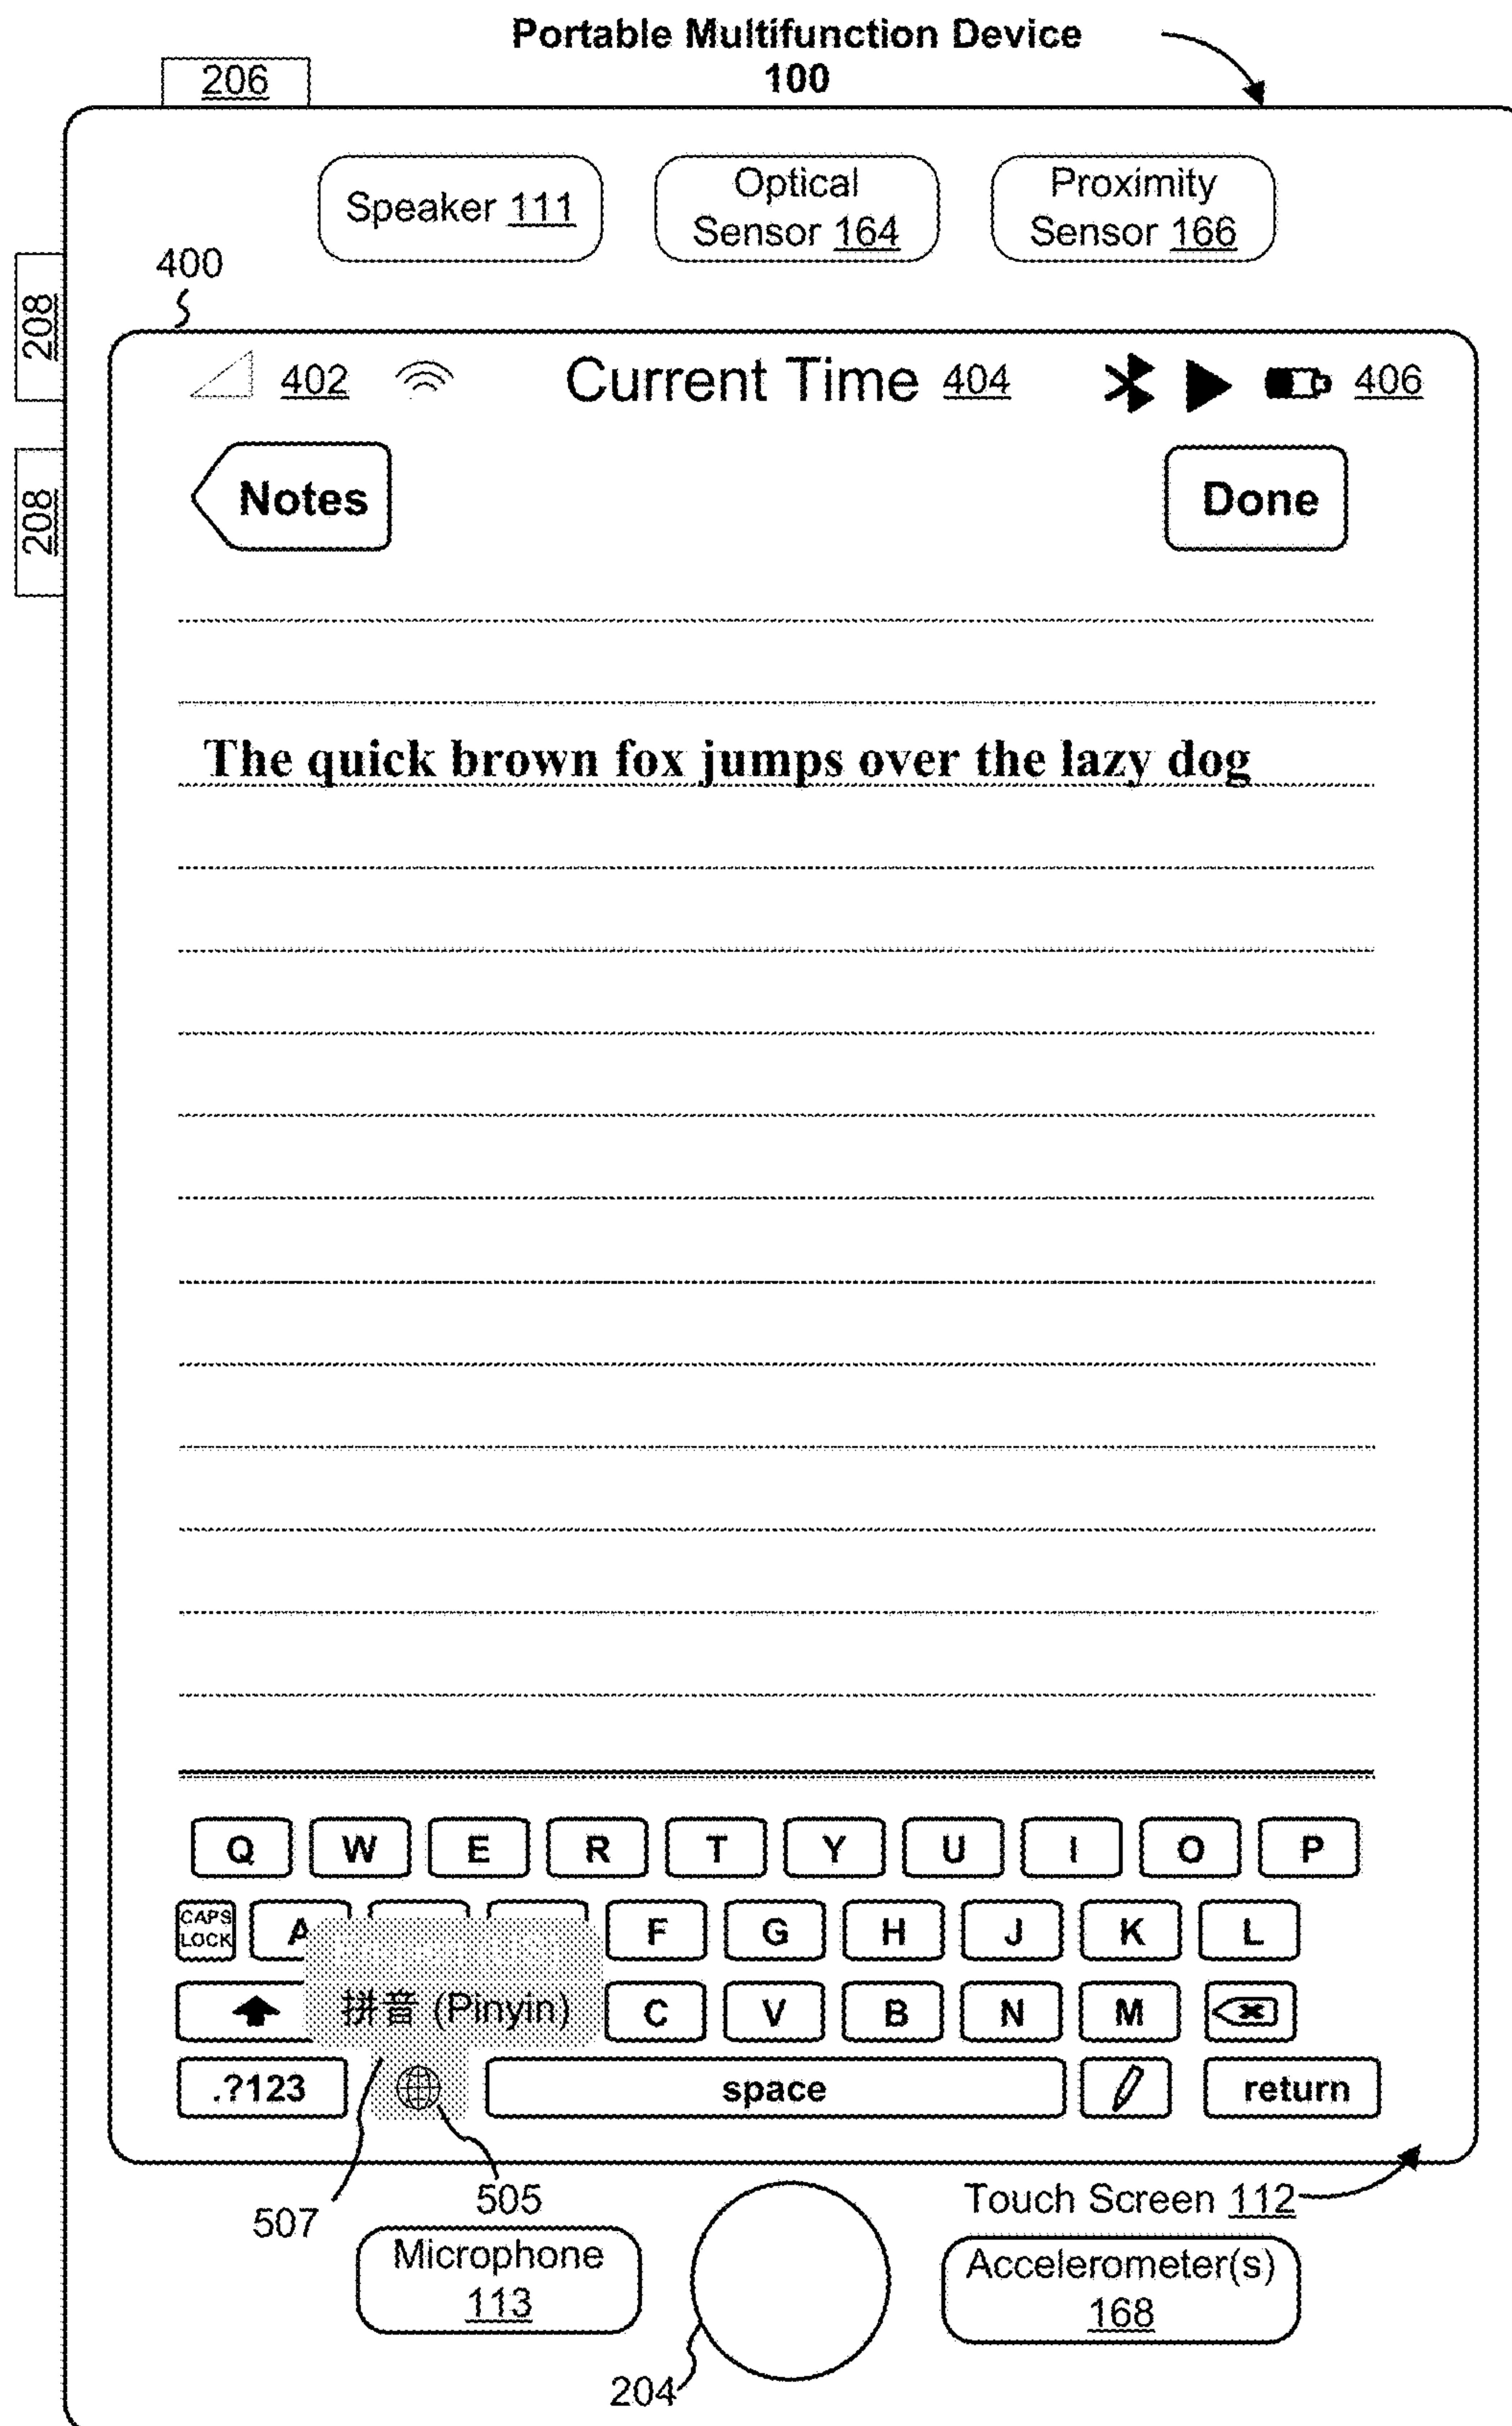 Portable Multifunction Device
100
206
Speaker 111
Optical
Sensor 164
Proximity
Sensor 166
400
208
402
Current Time 404
406
208
Notes
Done
The quick brown fox jumps over the lazy dog
Q W E R T Y U I O P
CAPS
LOCK
A F G H J K L
拼音 (Pinyin) C V B N M
.?123 space return
507
505
Touch Screen 112
Microphone
113
Accelerometer(s)
168
204